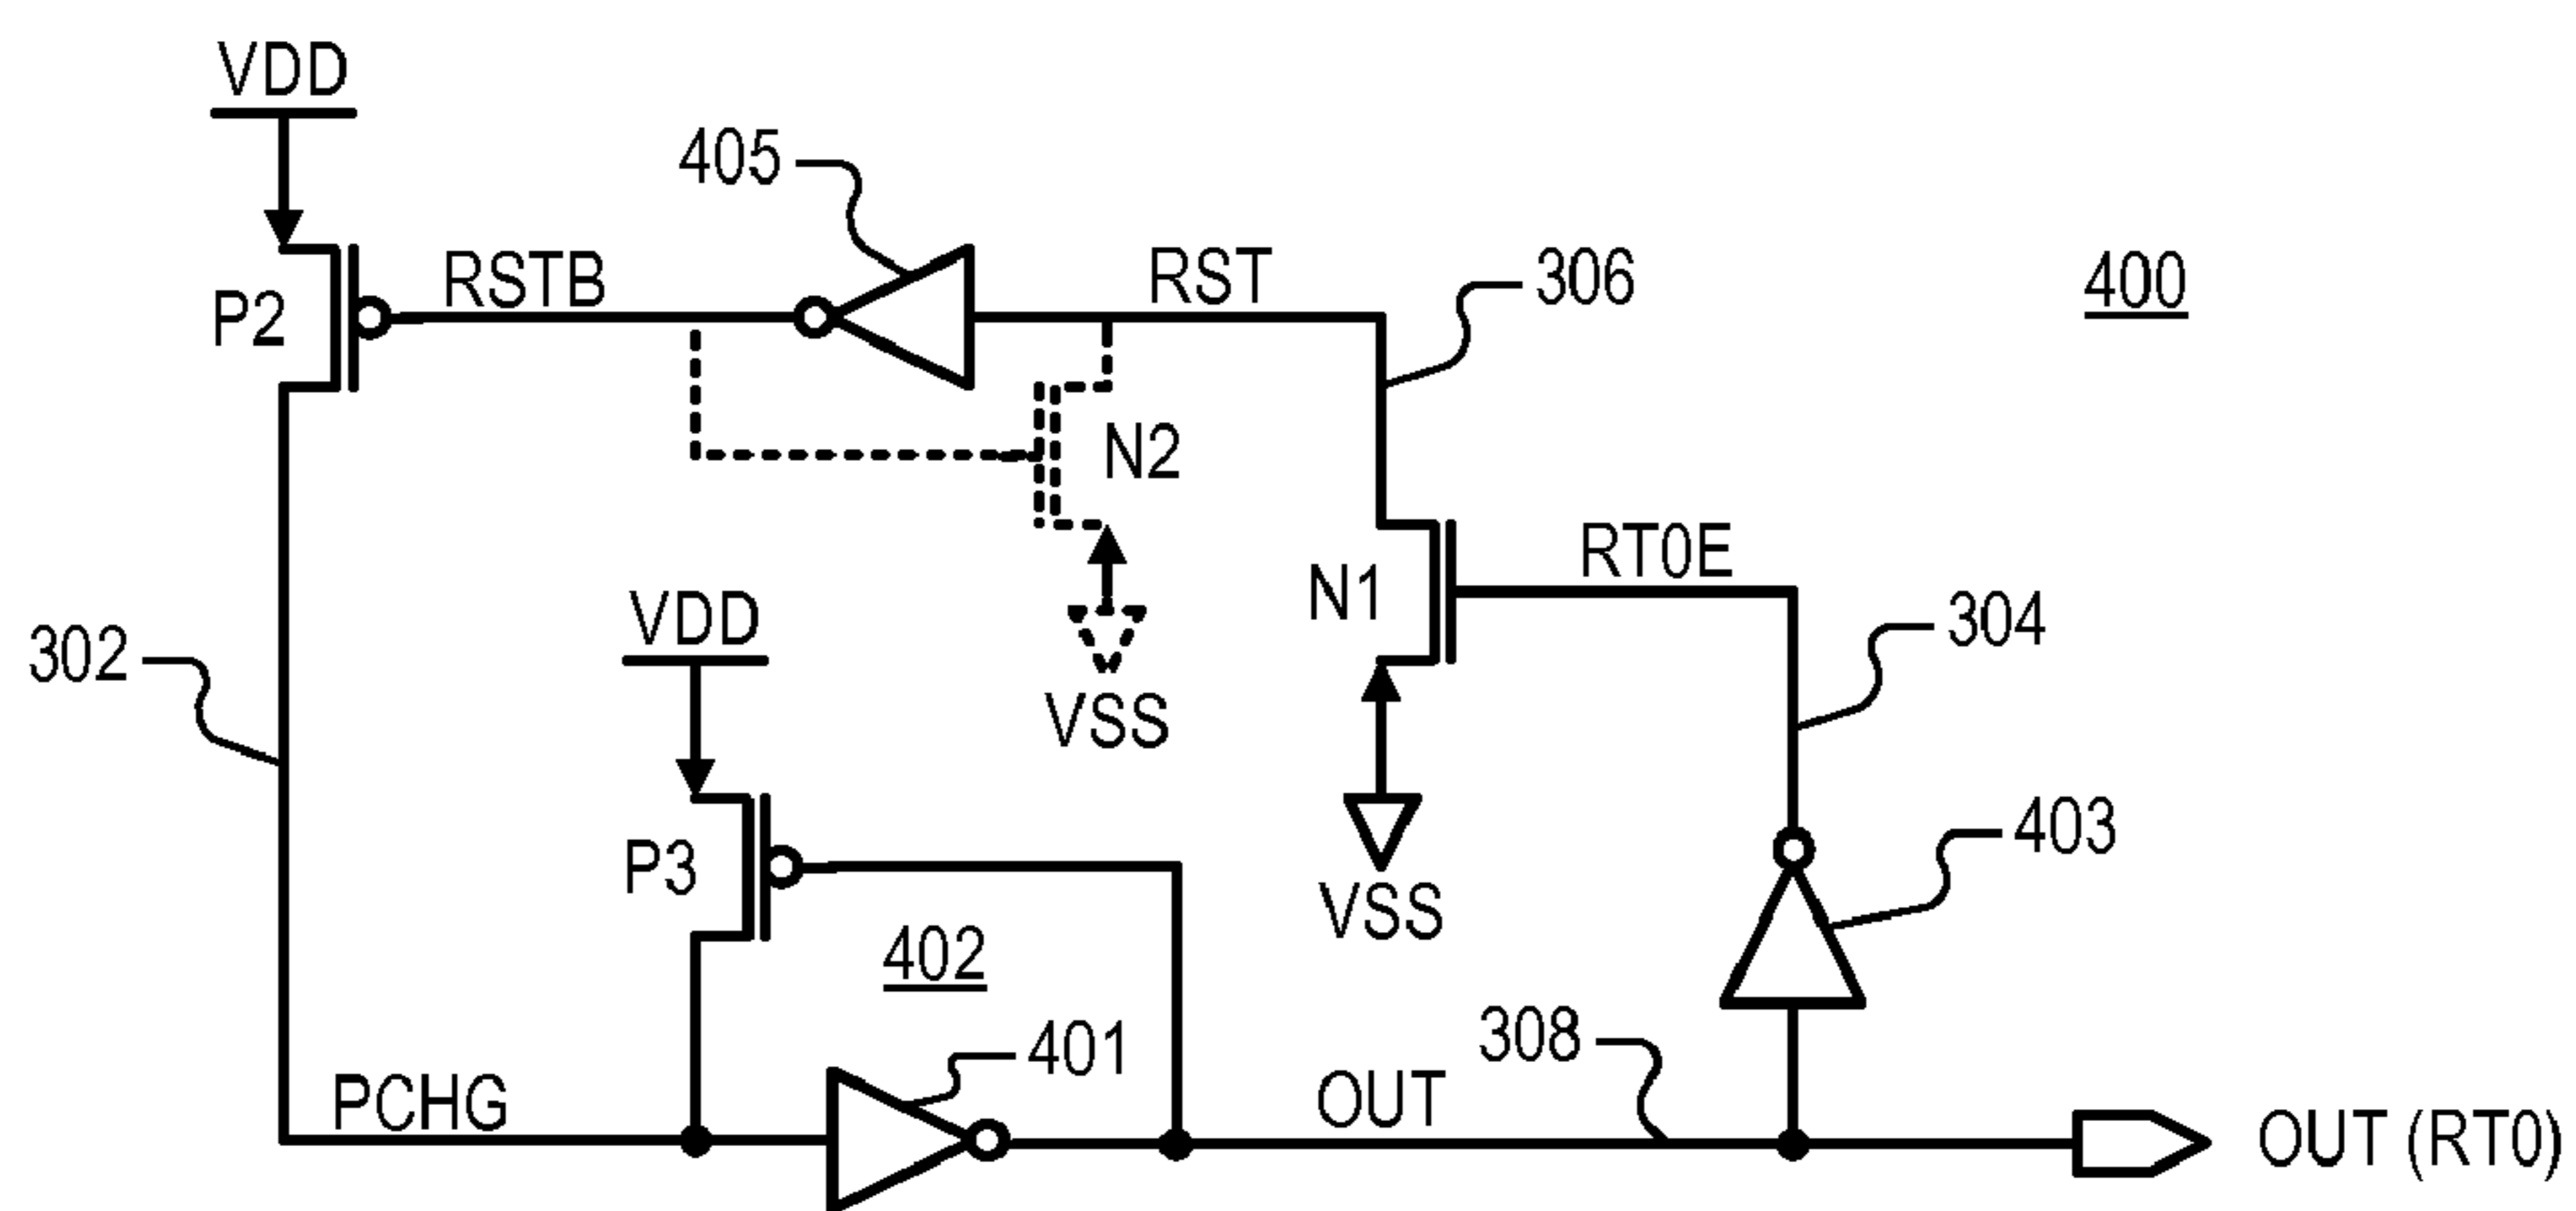 VDD
405
RSTB
RST
306
400
P2
N2
RT0E
N1
VDD
304
302
VSS
403
P3
VSS
402
401
308
PCHG
OUT
OUT (RT0)